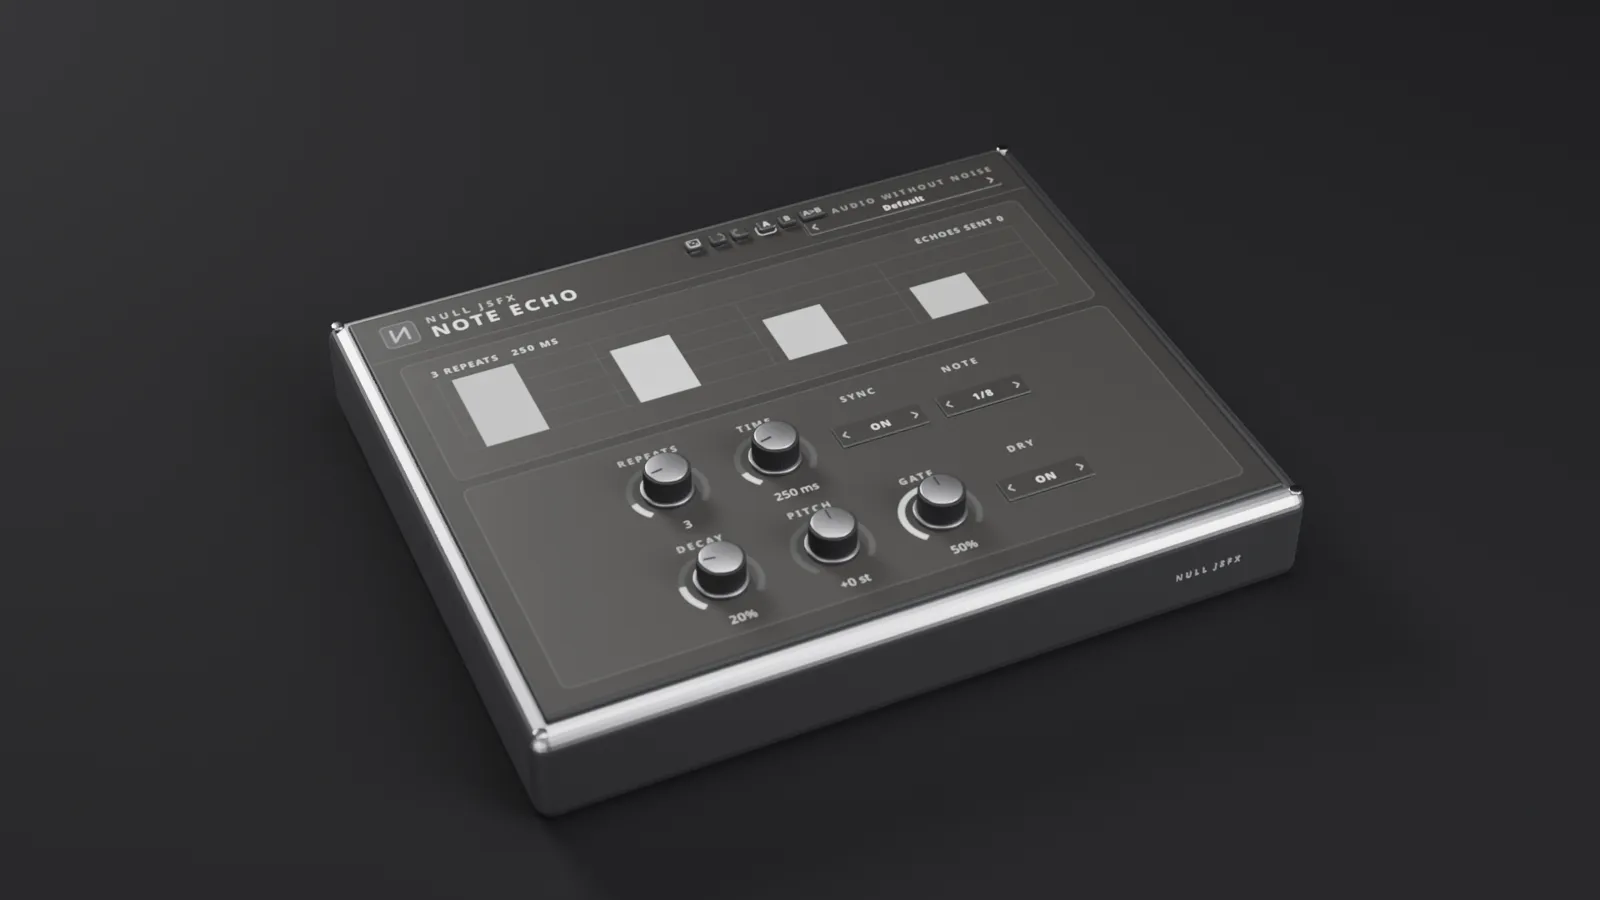 AUDIO WITHOUT NOISE
A B A>B
Default
NULL JSFX
NOTE ECHO
ECHOES SENT 0
3 REPEATS 250 MS
REPEATS
3
TIME
250 ms
SYNC
ON
NOTE
1/8
DECAY
20%
PITCH
+0 st
GATE
50%
DRY
ON
NULL JSFX